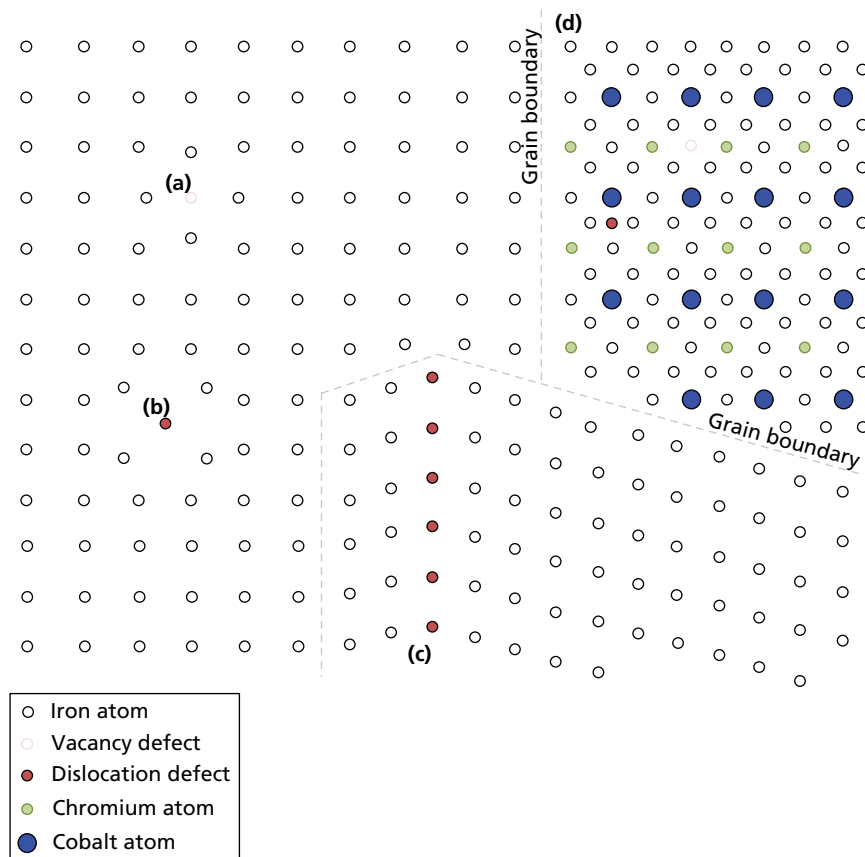 (d)
Grain boundary
(a)
(b)
Grain boundary
(c)
Iron atom
Vacancy defect
Dislocation defect
Chromium atom
Cobalt atom